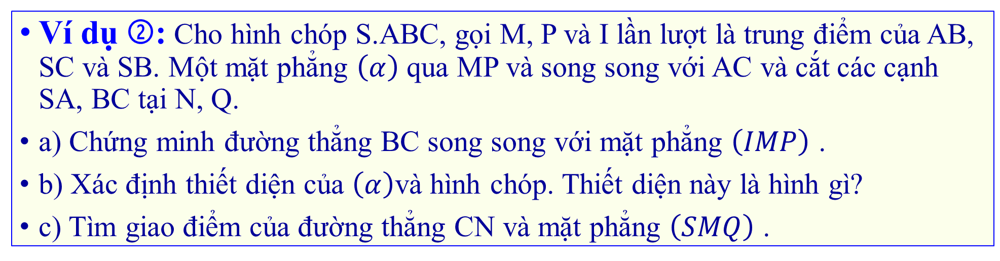 • Ví dụ ②: Cho hình chóp S.ABC, gọi M, P và I lần lượt là trung điểm của AB,
SC và SB. Một mặt phẳng (𝛼) qua MP và song song với AC và cắt các cạnh
SA, BC tại N, Q.
• a) Chứng minh đường thẳng BC song song với mặt phẳng (𝐼𝑀𝑃) .
• b) Xác định thiết diện của (𝛼)và hình chóp. Thiết diện này là hình gì?
• c) Tìm giao điểm của đường thẳng CN và mặt phẳng (𝑆𝑀𝑄) .